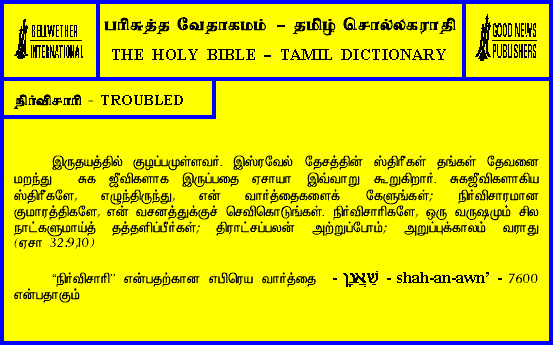 BELLWETHER
INTERNATIONAL
பரிசுத்த வேதாகமம் – தமிழ் சொல்லகராதி
THE HOLY BIBLE – TAMIL DICTIONARY
GOOD NEWS
PUBLISHERS
நிர்விசாரி - TROUBLED
இருதயத்தில் குழப்பமுள்ளவர். இஸ்ரவேல் தேசத்தின் ஸ்திரீகள் தங்கள் தேவனை
மறந்து சுக ஜீவிகளாக இருப்பதை ஏசாயா இவ்வாறு கூறுகிறார். சுகஜீவிகளாகிய
ஸ்திரீகளே, எழுந்திருந்து, என் வார்த்தைகளைக் கேளுங்கள்; நிர்விசாரமான
குமாரத்திகளே, என் வசனத்துக்குச் செவிகொடுங்கள். நிர்விசாரிகளே, ஒரு வருஷமும் சில
நாட்களுமாய்த் தத்தளிப்பீர்கள்; திராட்சப்பலன் அற்றுப்போம்; அறுப்புக்காலம் வராது
(ஏசா 32:9,10)
“நிர்விசாரி” என்பதற்கான எபிரெய வார்த்தை - שַׁאֲנָן - shah-an-awn’ - 7600
என்பதாகும்